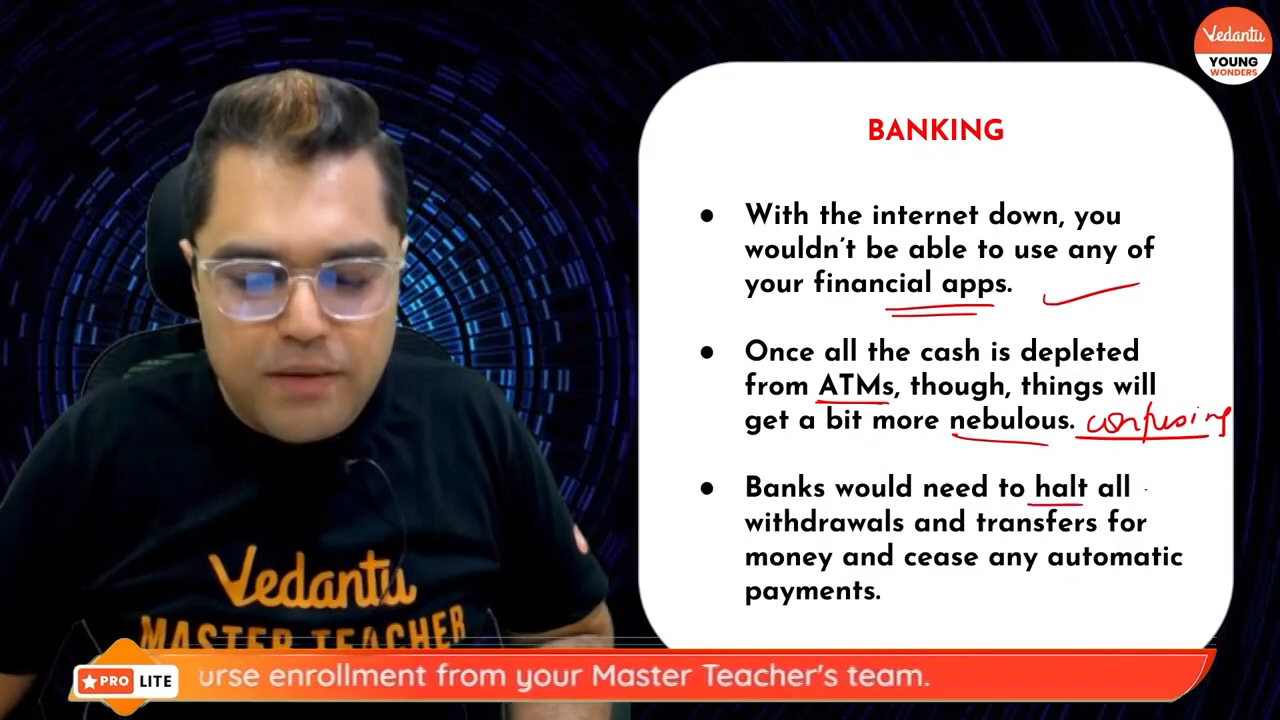 Vedantu
YOUNG
WONDERS
BANKING
● With the internet down, you
wouldn't be able to use any of
your financial apps.
● Once all the cash is depleted
from ATMs, though, things will
get a bit more nebulous. confusing
● Banks would need to halt all
withdrawals and transfers for
money and cease any automatic
payments.
Vedantu
MASTER TEACHER
PRO LITE urse enrollment from your Master Teacher's team.